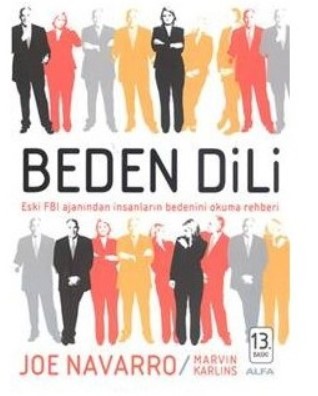 BEDEN DiLi
Eski FBI ajanından insanların bedenini okuma rehberi
13.
BASKI
JOE NAVARRO/ MARVIN
KARLINS
ALFA